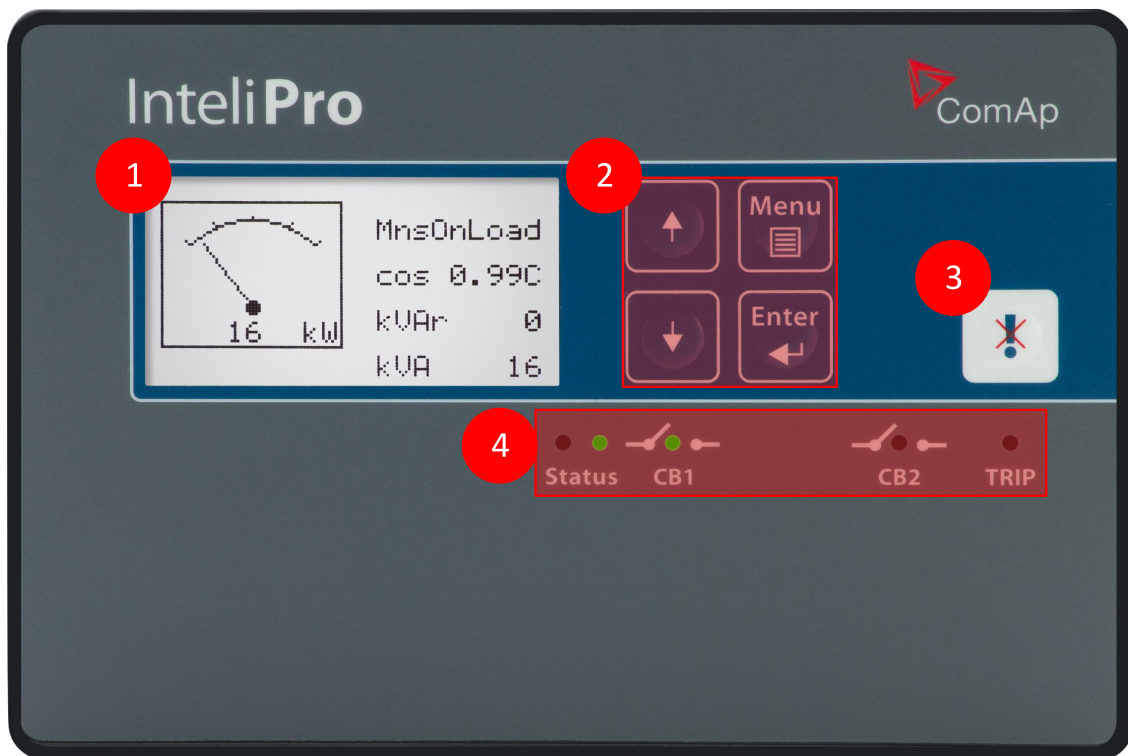 InteliPro
ComAp
1
2
3
4
MnsOnLoad
cos 0.99C
kVAr 0
kVA 16
16 kW
Menu
Enter
Status CB1 CB2 TRIP